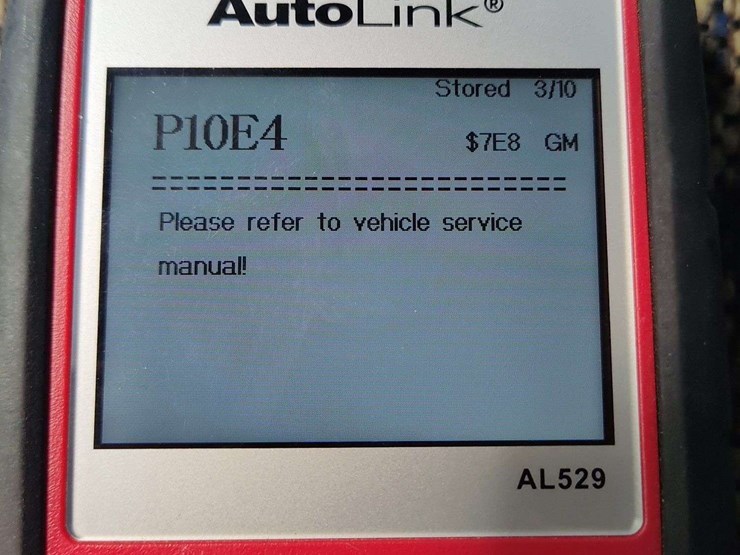 AutoLink®
Stored 3/10
P10E4
$7E8 GM
==============================
Please refer to vehicle service
manual!
AL529